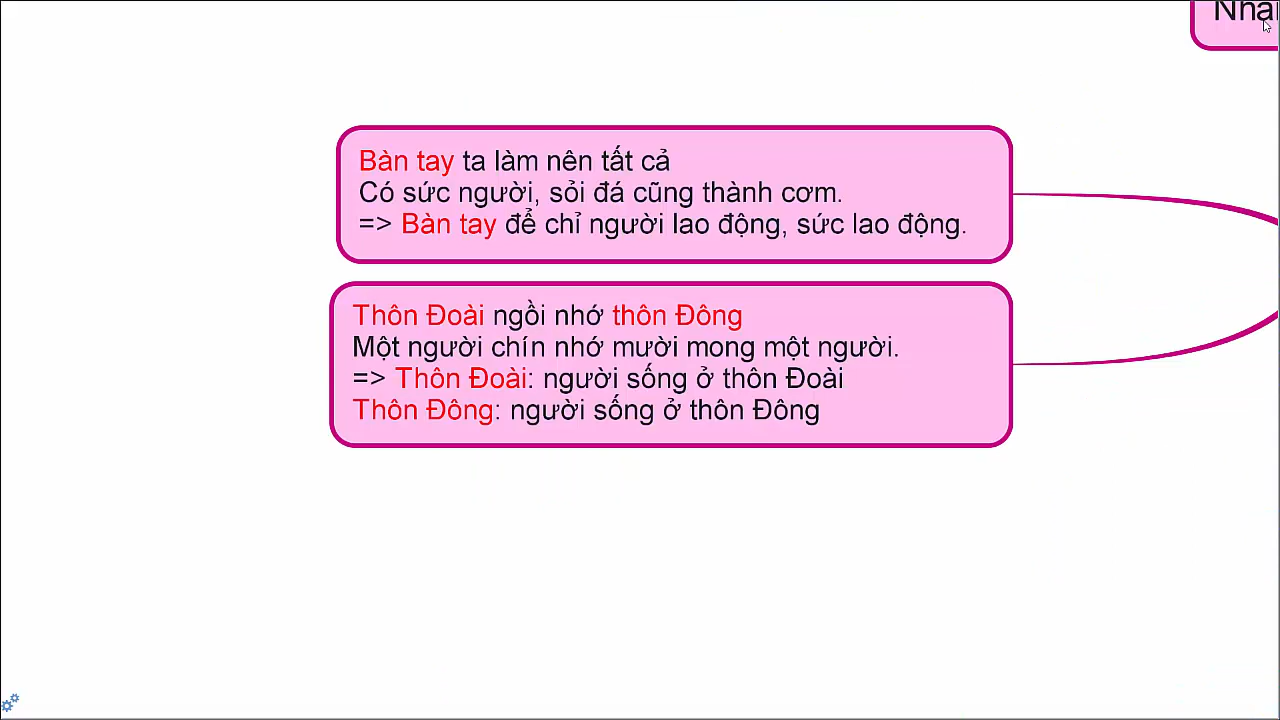 Bàn tay ta làm nên tất cả
Có sức người, sỏi đá cũng thành cơm.
=> Bàn tay để chỉ người lao động, sức lao động.
Thôn Đoài ngồi nhớ thôn Đông
Một người chín nhớ mười mong một người.
=> Thôn Đoài: người sống ở thôn Đoài
Thôn Đông: người sống ở thôn Đông